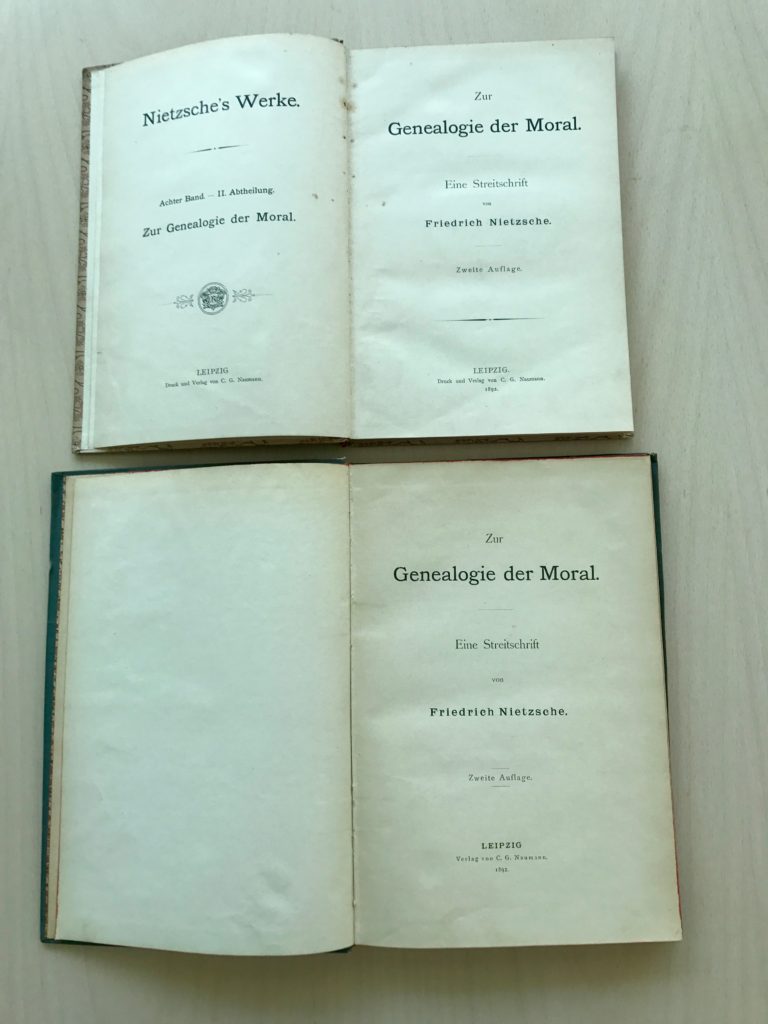 Nietzsche's Werke.
Achter Band. — II. Abtheilung.
Zur Genealogie der Moral.
LEIPZIG
Druck und Verlag von C. G. Naumann.
Zur
Genealogie der Moral.
Eine Streitschrift
von
Friedrich Nietzsche.
Zweite Auflage.
LEIPZIG.
Druck und Verlag von C. G. Naumann.
1892.
Zur
Genealogie der Moral.
Eine Streitschrift
von
Friedrich Nietzsche.
Zweite Auflage.
LEIPZIG
Verlag von C. G. Naumann.
1892.